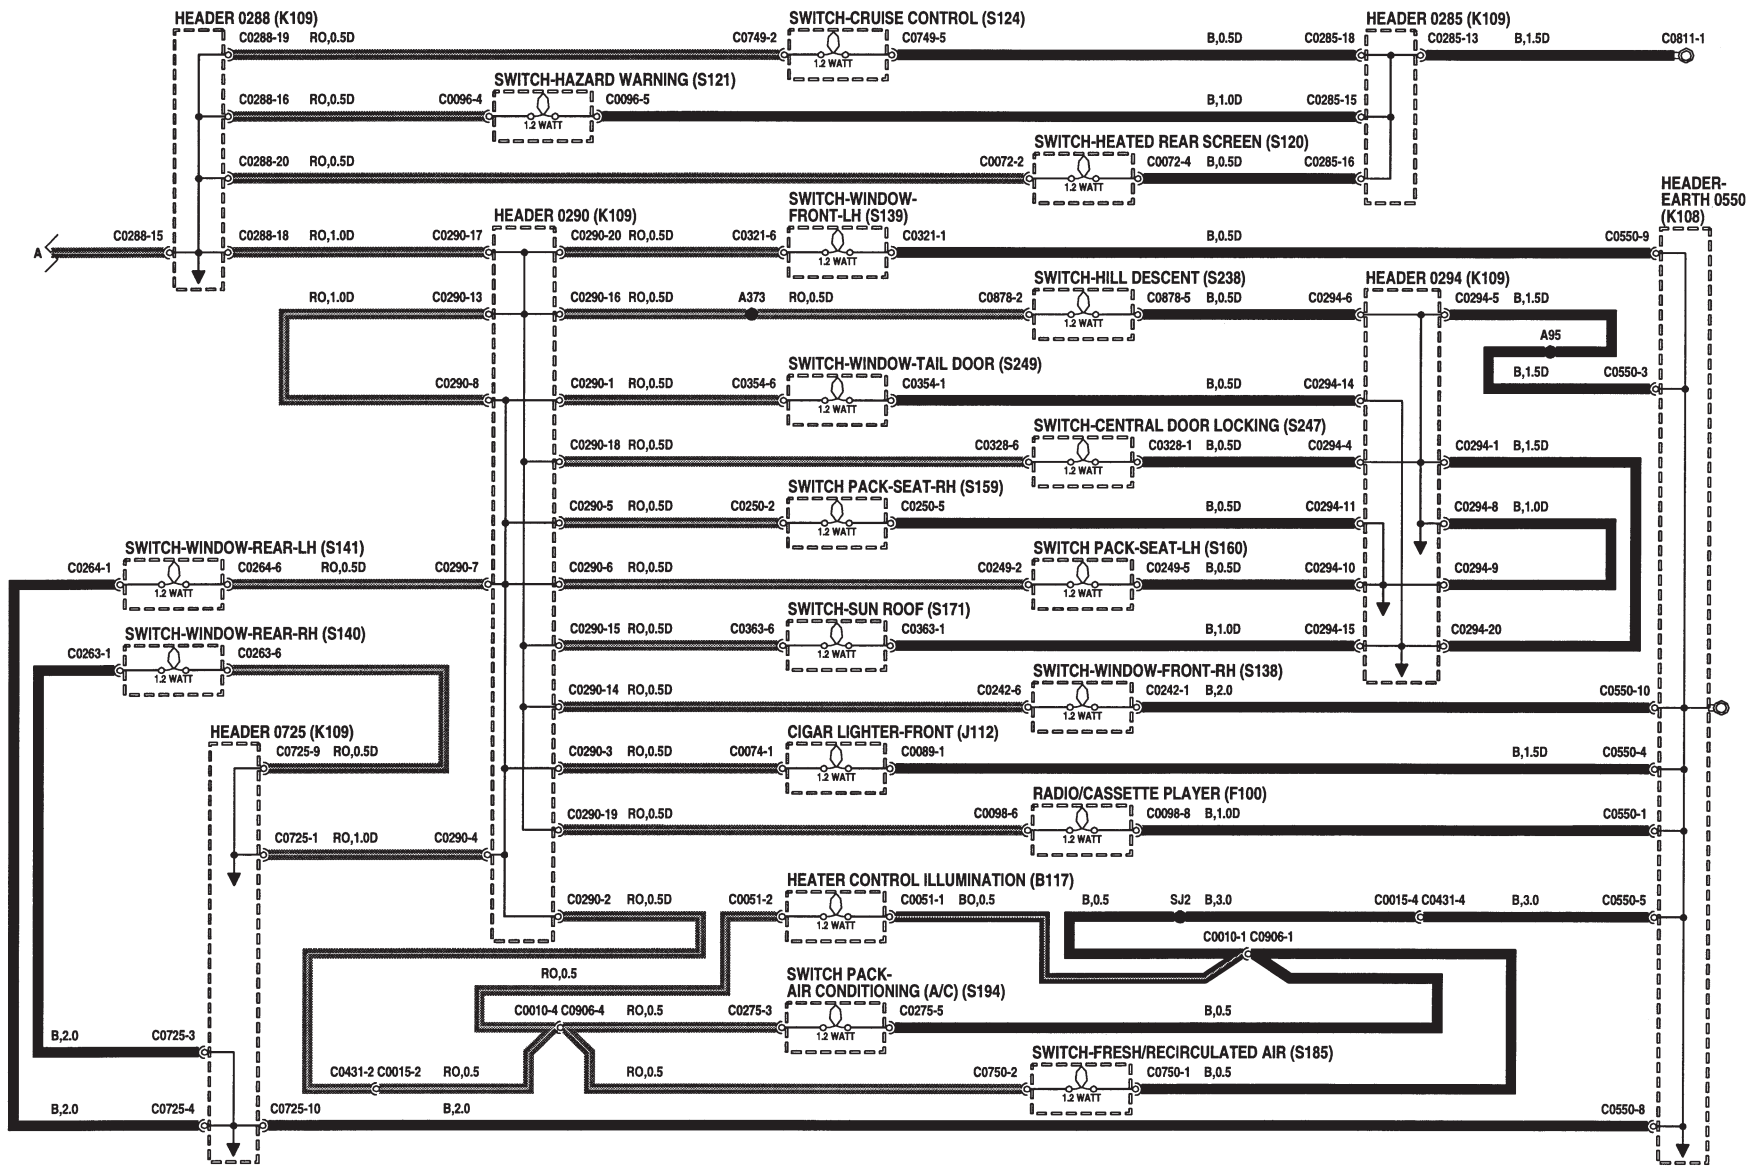 HEADER 0288 (K109)
SWITCH-CRUISE CONTROL (S124)
HEADER 0285 (K109)
C0288-19 RO,0.5D C0749-2 C0749-5 B,0.5D C0285-18 C0285-13 B,1.5D C0811-1
1.2 WATT
SWITCH-HAZARD WARNING (S121)
C0288-16 RO,0.5D C0096-4 C0096-5 B,1.0D C0285-15
1.2 WATT
SWITCH-HEATED REAR SCREEN (S120)
C0288-20 RO,0.5D C0072-2 C0072-4 B,0.5D C0285-16
1.2 WATT
HEADER-
EARTH 0550
(K108)
SWITCH-WINDOW-
FRONT-LH (S139)
HEADER 0290 (K109)
A C0288-15 C0288-18 RO,1.0D C0290-17 C0290-20 RO,0.5D C0321-6 C0321-1 B,0.5D C0550-9
1.2 WATT
SWITCH-HILL DESCENT (S238)
HEADER 0294 (K109)
RO,1.0D C0290-13 C0290-16 RO,0.5D A373 RO,0.5D C0878-2 C0878-5 B,0.5D C0294-6 C0294-5 B,1.5D
1.2 WATT
A95
SWITCH-WINDOW-TAIL DOOR (S249)
B,1.5D C0550-3
C0290-8 C0290-1 RO,0.5D C0354-6 C0354-1 B,0.5D C0294-14
1.2 WATT
SWITCH-CENTRAL DOOR LOCKING (S247)
C0290-18 RO,0.5D C0328-6 C0328-1 B,0.5D C0294-4 C0294-1 B,1.5D
1.2 WATT
SWITCH PACK-SEAT-RH (S159)
C0290-5 RO,0.5D C0250-2 C0250-5 B,0.5D C0294-11 C0294-8 B,1.0D
1.2 WATT
SWITCH-WINDOW-REAR-LH (S141)
SWITCH PACK-SEAT-LH (S160)
C0264-1 C0264-6 RO,0.5D C0290-7 C0290-6 RO,0.5D C0249-2 C0249-5 B,0.5D C0294-10 C0294-9
1.2 WATT 1.2 WATT
SWITCH-SUN ROOF (S171)
C0290-15 RO,0.5D C0363-6 C0363-1 B,1.0D C0294-15 C0294-20
1.2 WATT
SWITCH-WINDOW-REAR-RH (S140)
C0263-1 C0263-6
1.2 WATT
SWITCH-WINDOW-FRONT-RH (S138)
C0290-14 RO,0.5D C0242-6 C0242-1 B,2.0 C0550-10
1.2 WATT
HEADER 0725 (K109)
CIGAR LIGHTER-FRONT (J112)
C0725-9 RO,0.5D C0290-3 RO,0.5D C0074-1 C0089-1 B,1.5D C0550-4
1.2 WATT
RADIO/CASSETTE PLAYER (F100)
C0290-19 RO,0.5D C0098-6 C0098-8 B,1.0D C0550-1
1.2 WATT
C0725-1 RO,1.0D C0290-4
HEATER CONTROL ILLUMINATION (B117)
C0290-2 RO,0.5D C0051-2 C0051-1 BO,0.5 B,0.5 SJ2 B,3.0 C0015-4 C0431-4 B,3.0 C0550-5
1.2 WATT
C0010-1 C0906-1
RO,0.5
SWITCH PACK-
AIR CONDITIONING (A/C) (S194)
C0010-4 C0906-4 RO,0.5 C0275-3 C0275-5 B,0.5
1.2 WATT
B,2.0 C0725-3
SWITCH-FRESH/RECIRCULATED AIR (S185)
C0431-2 C0015-2 RO,0.5 RO,0.5 C0750-2 C0750-1 B,0.5
1.2 WATT
B,2.0 C0725-4 C0725-10 B,2.0 C0550-8